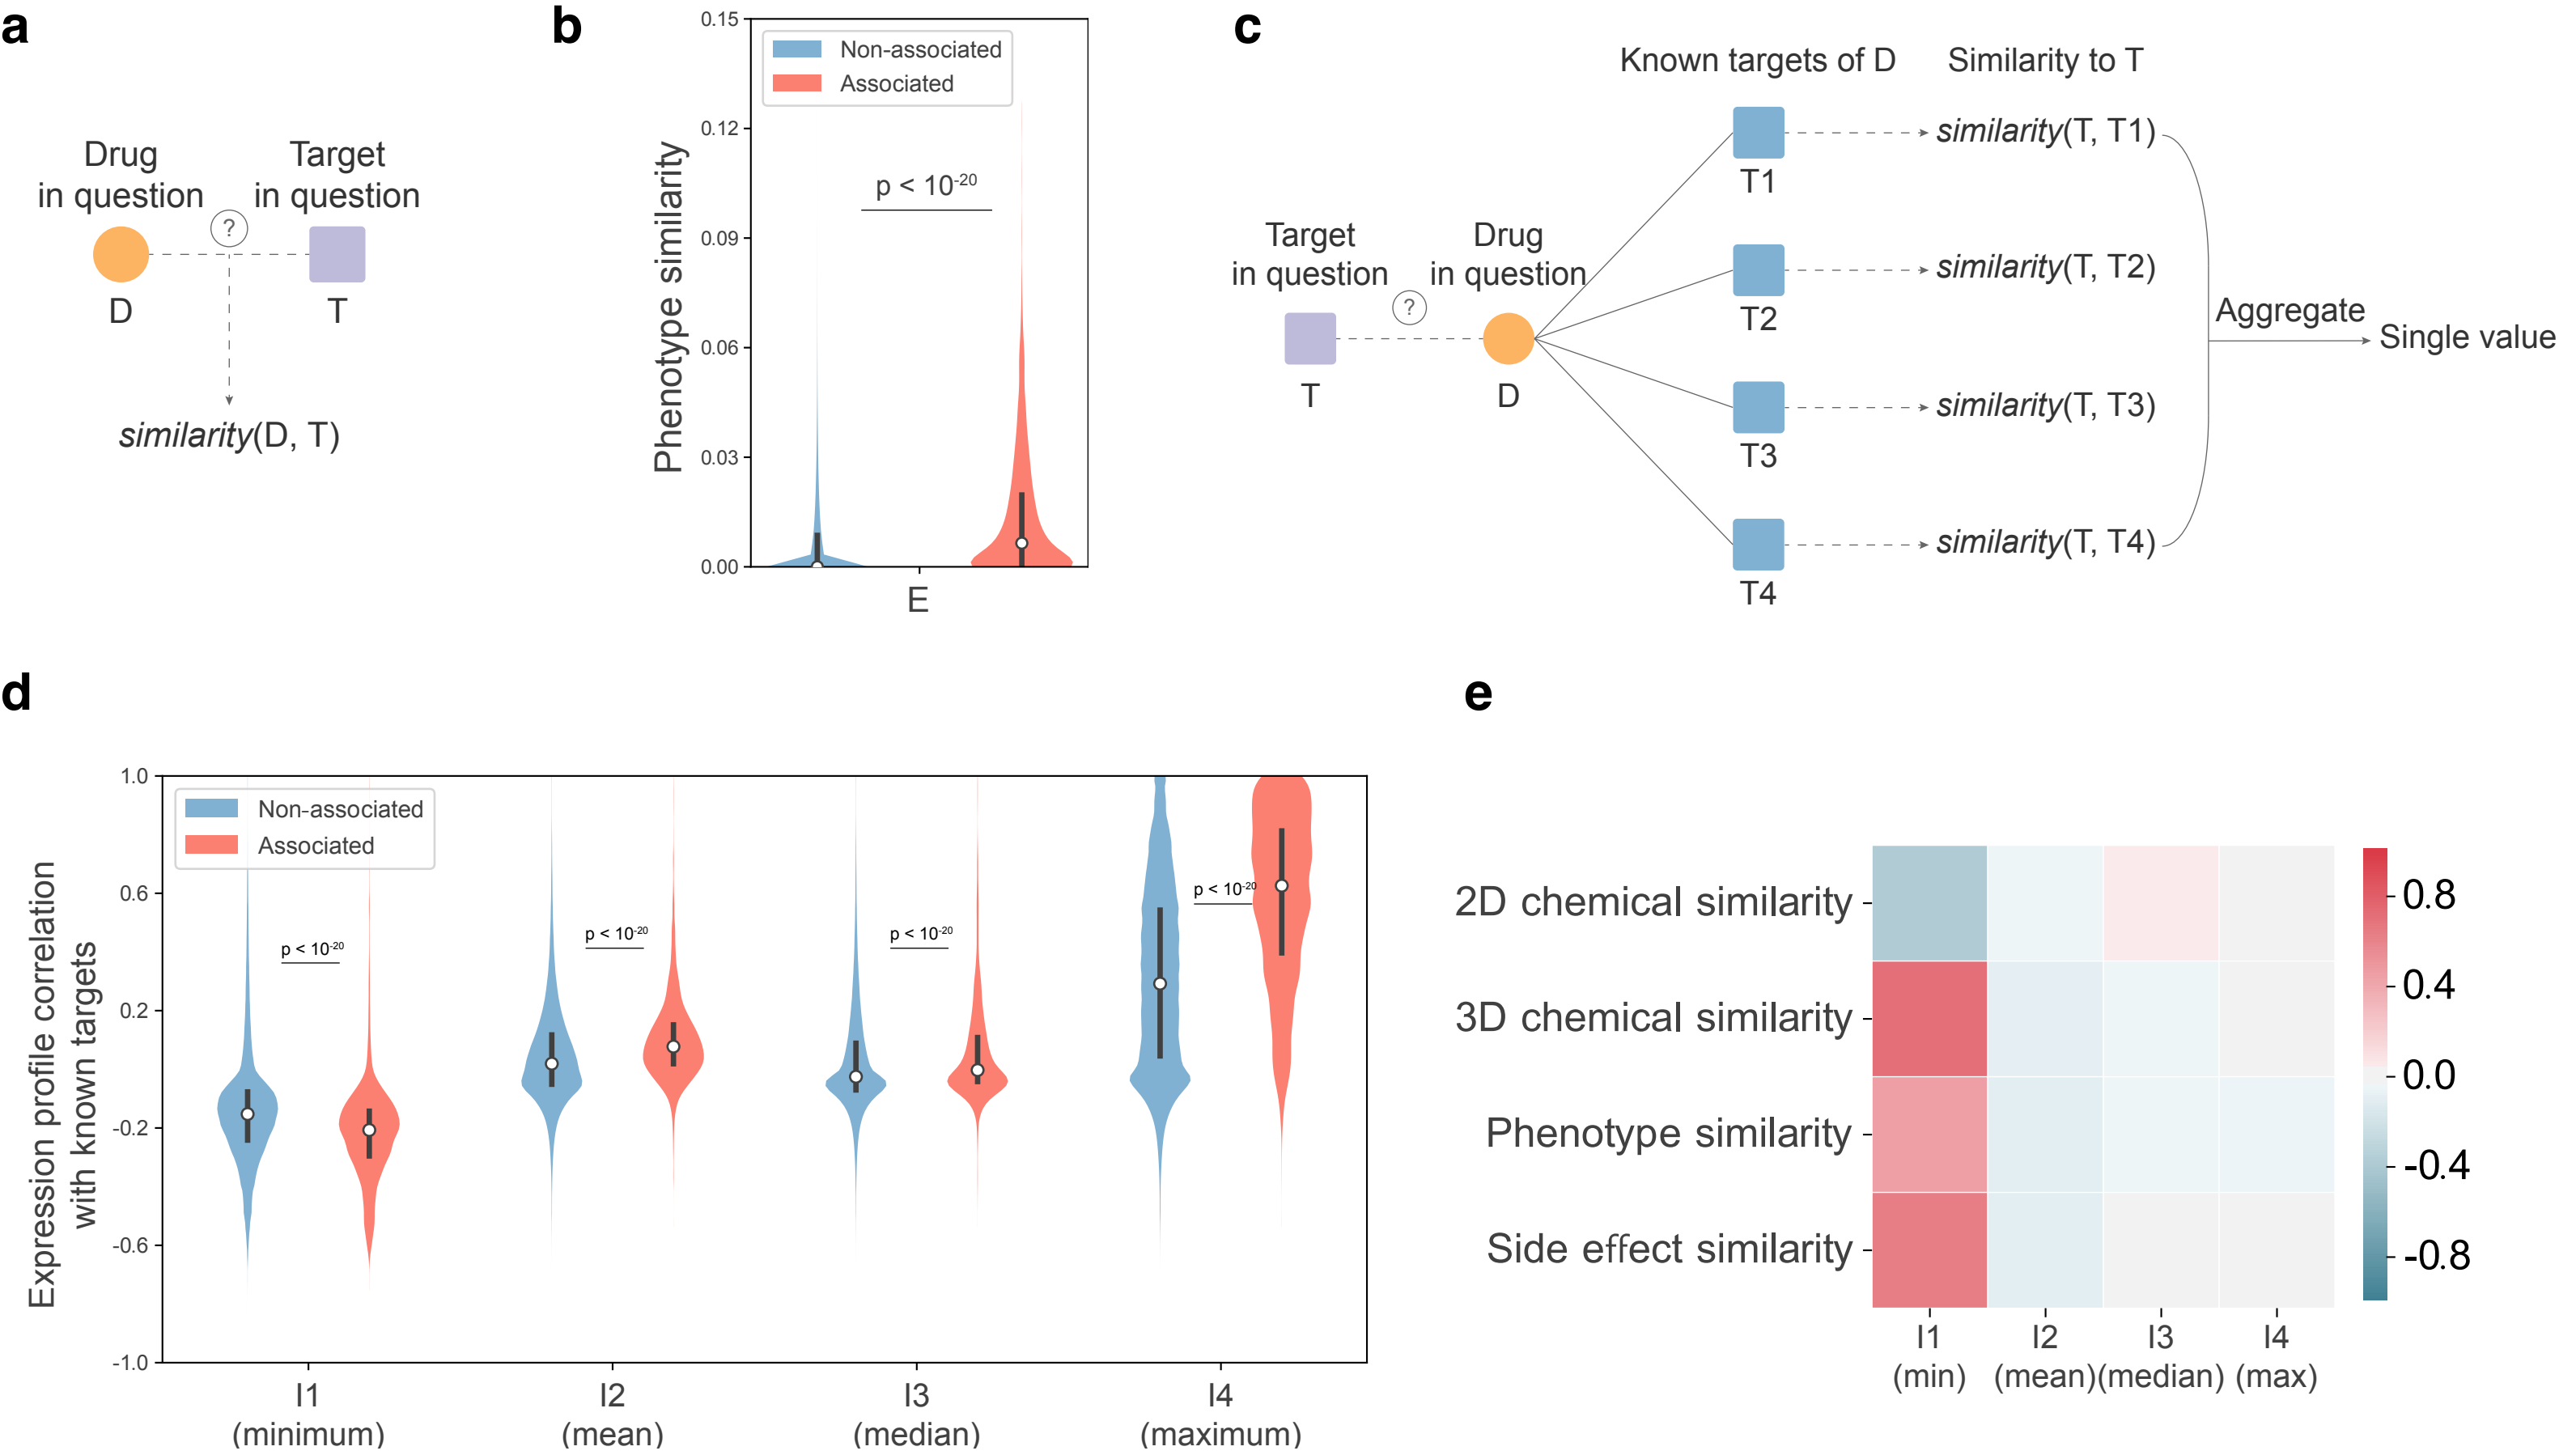 a
Drug
in question
Target
in question
?
D
T
similarity(D, T)
b
0.15
0.12
0.09
0.06
0.03
0.00
Phenotype similarity
Non-associated
Associated
p < 10-20
E
c
Known targets of D
Similarity to T
Target
in question
Drug
in question
?
T
D
T1
T2
T3
T4
similarity(T, T1)
similarity(T, T2)
similarity(T, T3)
similarity(T, T4)
Aggregate
Single value
d
Expression profile correlation
with known targets
1.0
0.6
0.2
-0.2
-0.6
-1.0
Non-associated
Associated
p < 10-20
p < 10-20
p < 10-20
p < 10-20
I1
(minimum)
I2
(mean)
I3
(median)
I4
(maximum)
e
2D chemical similarity
3D chemical similarity
Phenotype similarity
Side effect similarity
I1
(min)
I2
(mean)
I3
(median)
I4
(max)
0.8
0.4
0.0
-0.4
-0.8